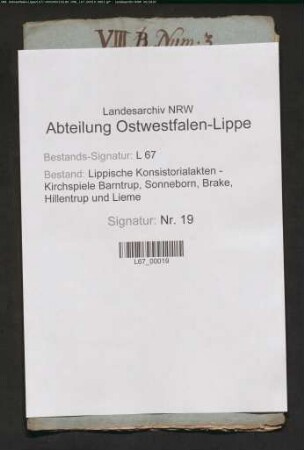 VIII B Num: 3
Landesarchiv NRW
Abteilung Ostwestfalen-Lippe
Bestands-Signatur: L 67
Bestand: Lippische Konsistorialakten -
Kirchspiele Barntrup, Sonneborn, Brake,
Hillentrup und Lieme
Signatur: Nr. 19
L67_00019